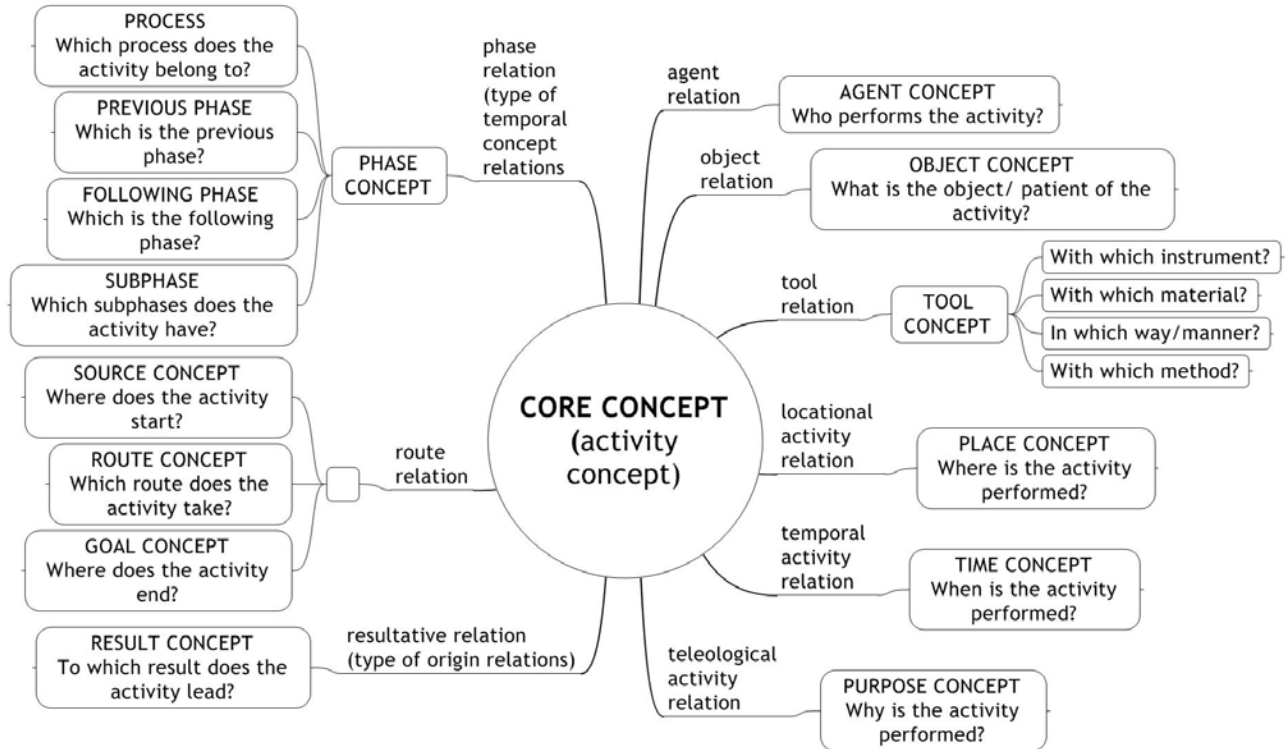 PROCESS
Which process does the
activity belong to?
PREVIOUS PHASE
Which is the previous
phase?
FOLLOWING PHASE
Which is the following
phase?
SUBPHASE
Which subphases does the
activity have?
PHASE
CONCEPT
phase
relation
(type of
temporal
concept
relations
SOURCE CONCEPT
Where does the activity
start?
ROUTE CONCEPT
Which route does the
activity take?
GOAL CONCEPT
Where does the activity
end?
route
relation
RESULT CONCEPT
To which result does the
activity lead?
resultative relation
(type of origin relations)
CORE CONCEPT
(activity
concept)
agent
relation
AGENT CONCEPT
Who performs the activity?
object
relation
OBJECT CONCEPT
What is the object/ patient of the
activity?
tool
relation
TOOL
CONCEPT
With which instrument?
With which material?
In which way/manner?
With which method?
locational
activity
relation
PLACE CONCEPT
Where is the activity
performed?
temporal
activity
relation
TIME CONCEPT
When is the activity
performed?
teleological
activity
relation
PURPOSE CONCEPT
Why is the activity
performed?